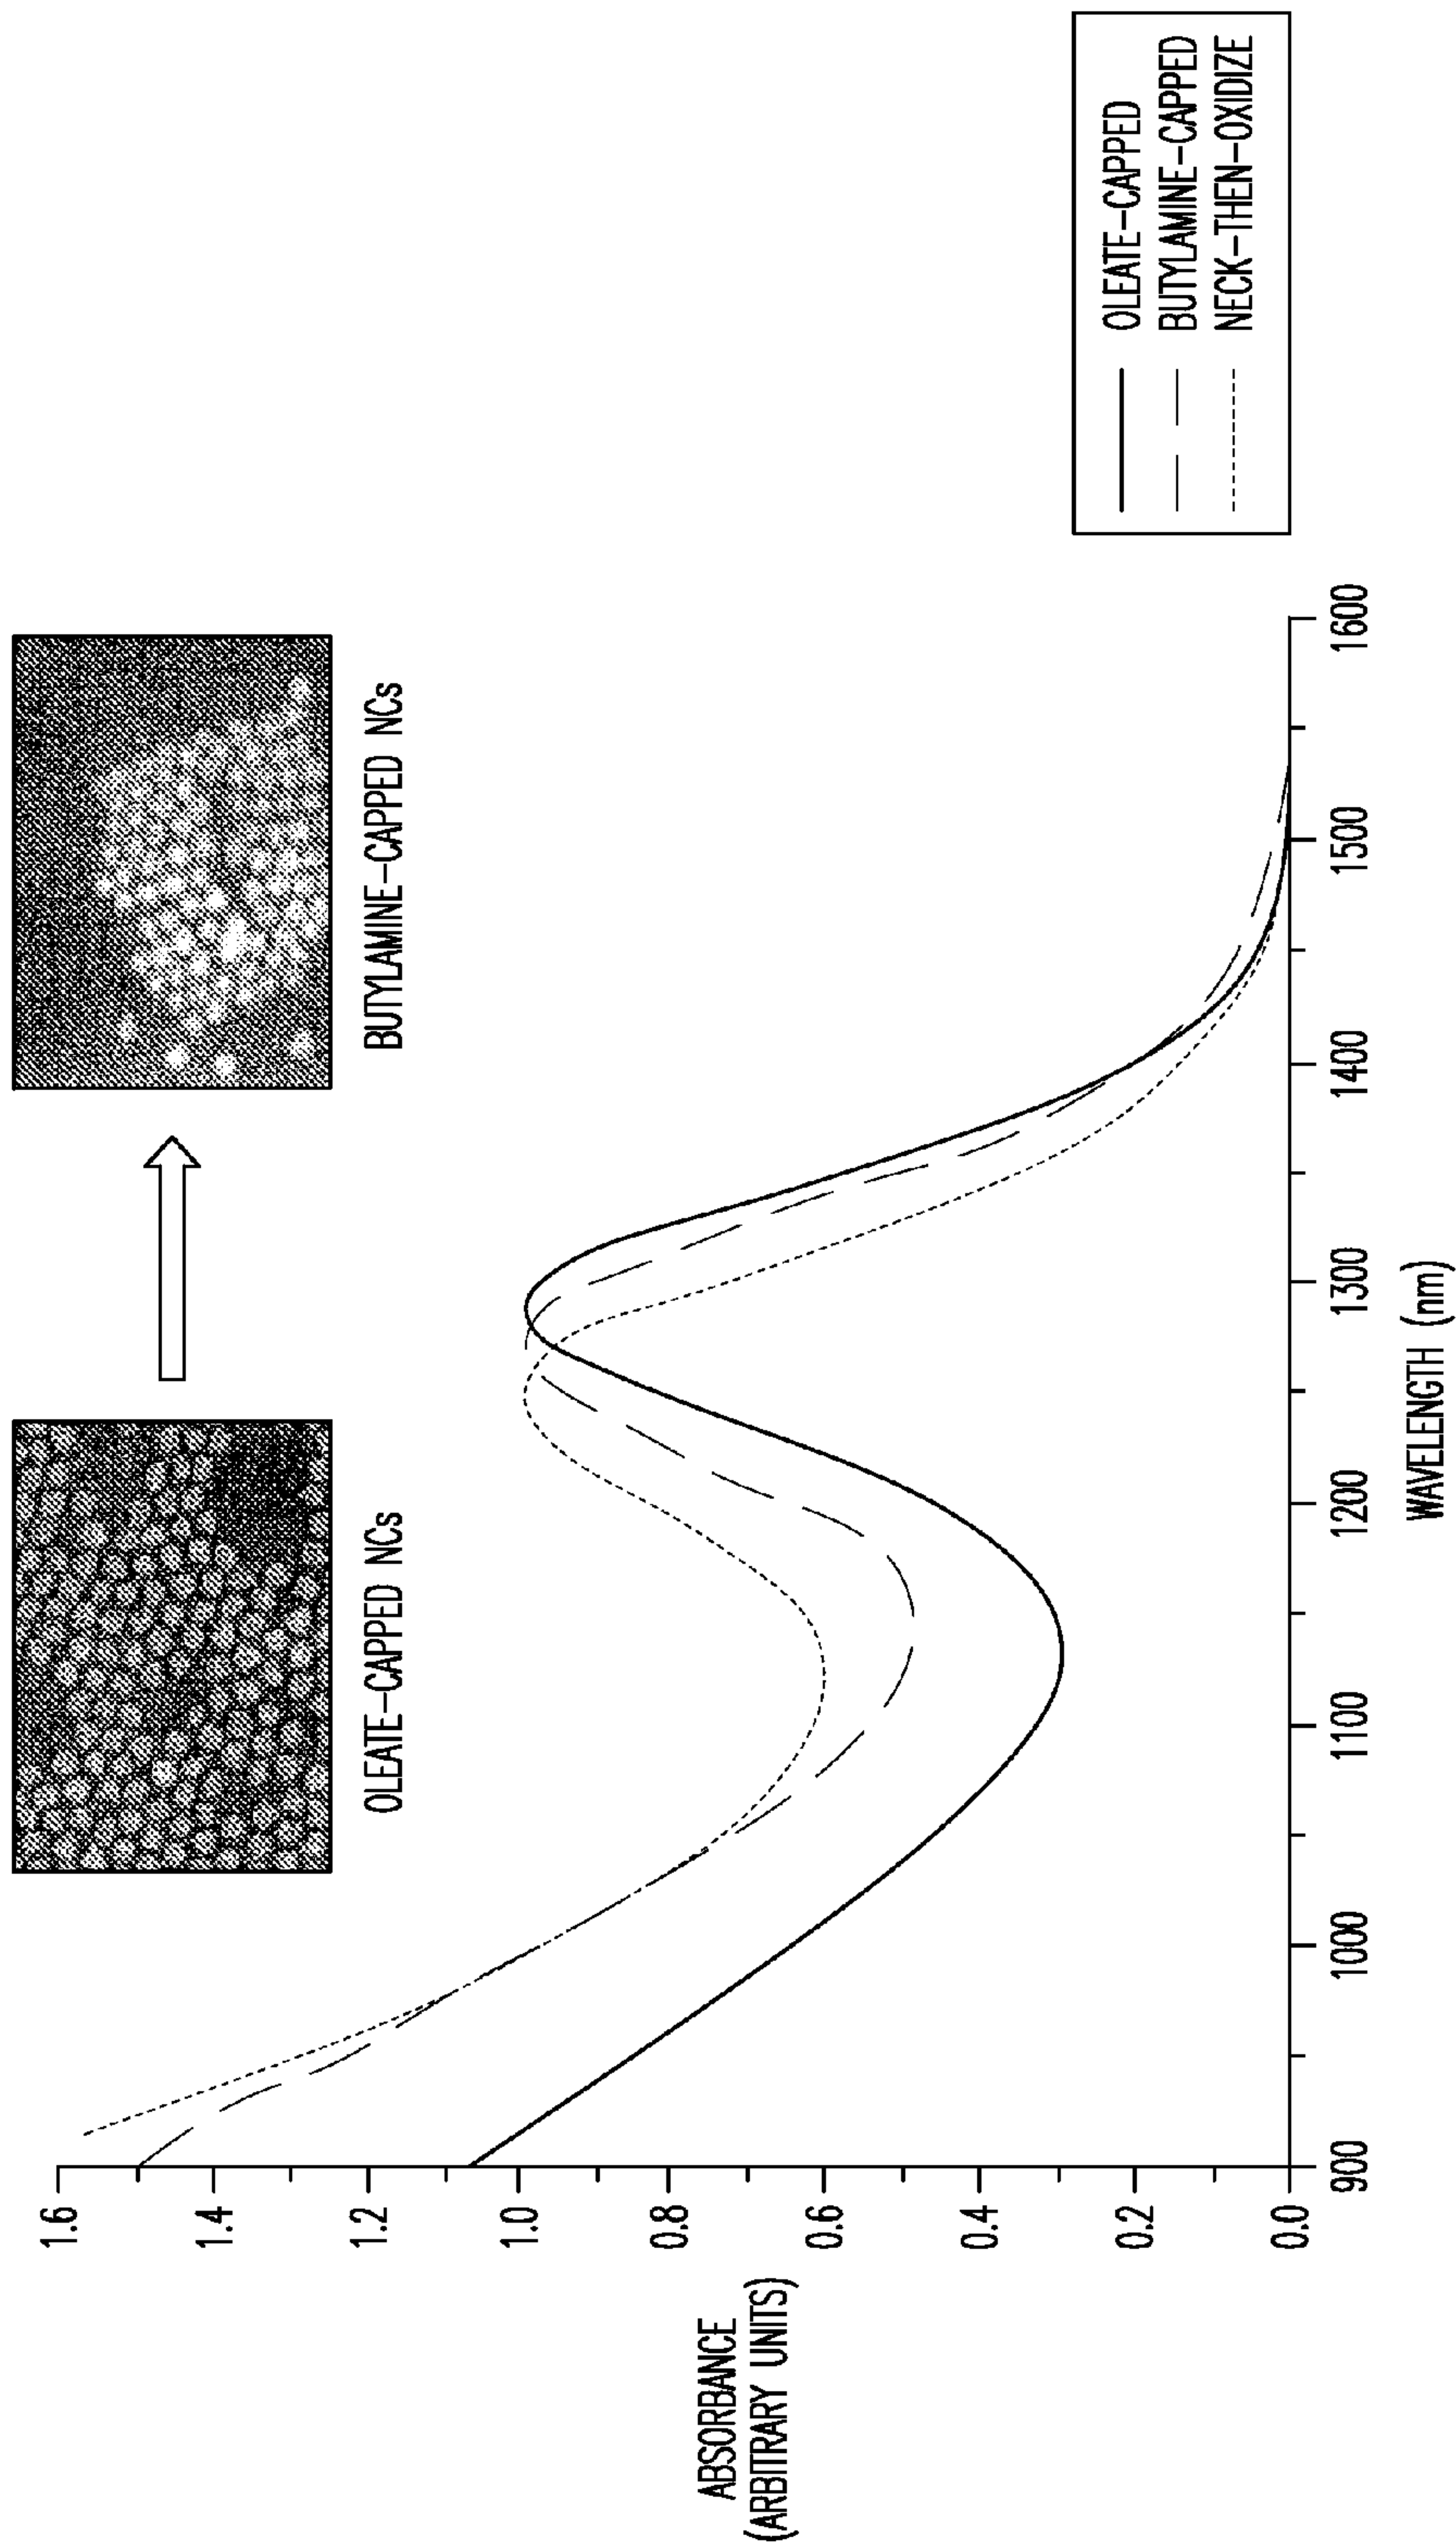 OLEATE-CAPPED NCs
BUTYLAMINE-CAPPED NCs
ABSORBANCE
(ARBITRARY UNITS)
1.6
1.4
1.2
1.0
0.8
0.6
0.4
0.2
0.0
900
1000
1100
1200
1300
1400
1500
1600
WAVELENGTH (nm)
OLEATE-CAPPED
BUTYLAMINE-CAPPED
NECK-THEN-OXIDIZE